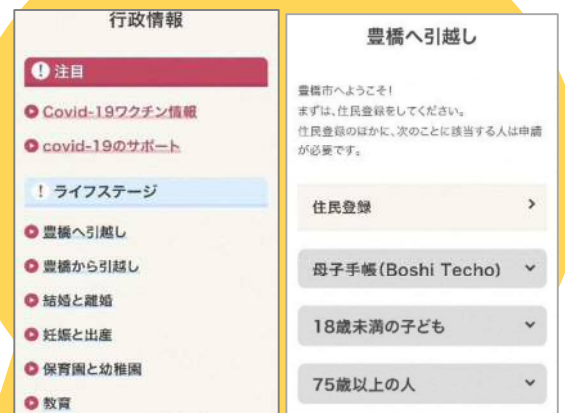 行政情報
! 注目
Covid-19ワクチン情報
covid-19のサポート
! ライフステージ
豊橋へ引越し
豊橋から引越し
結婚と離婚
妊娠と出産
保育園と幼稚園
教育
豊橋へ引越し
豊橋市へようこそ!
まずは、住民登録をしてください。
住民登録のほかに、次のことに該当する人は申請
が必要です。
住民登録
母子手帳(Boshi Techo)
18歳未満の子ども
75歳以上の人